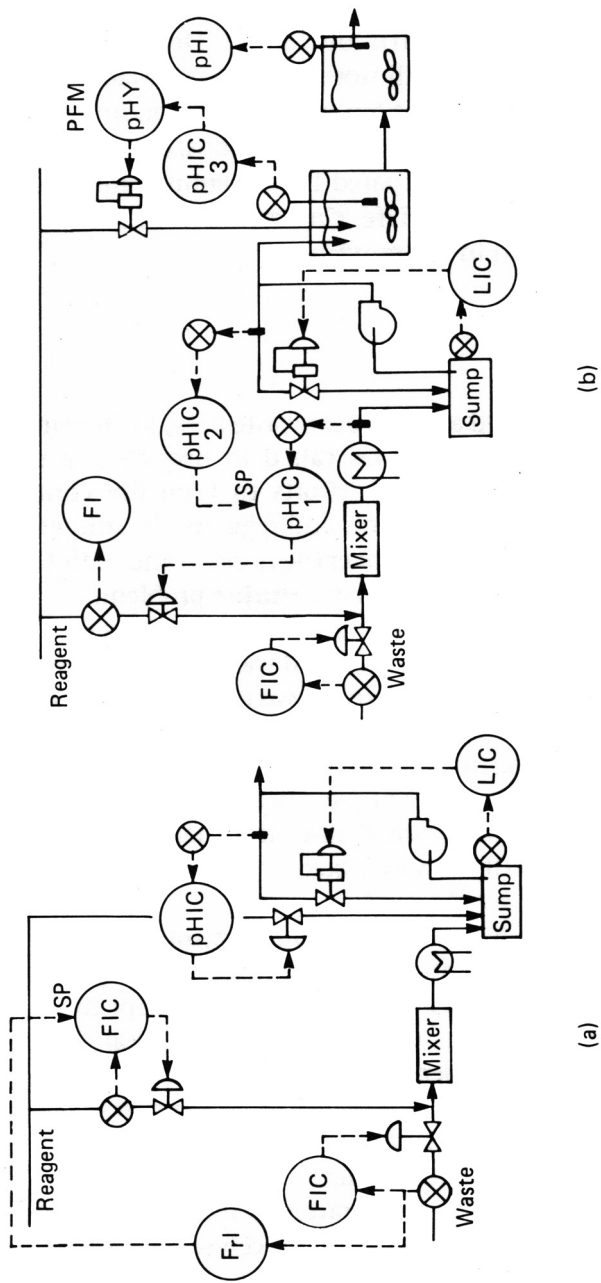 Reagent
SP
FIC
FrI
FIC
Waste
Mixer
pHIC
Sump
LIC
(a)
Reagent
FI
FIC
Waste
Mixer
SP
pHIC
1
pHIC
2
Sump
LIC
PFM
pHY
pHIC
3
pHI
(b)